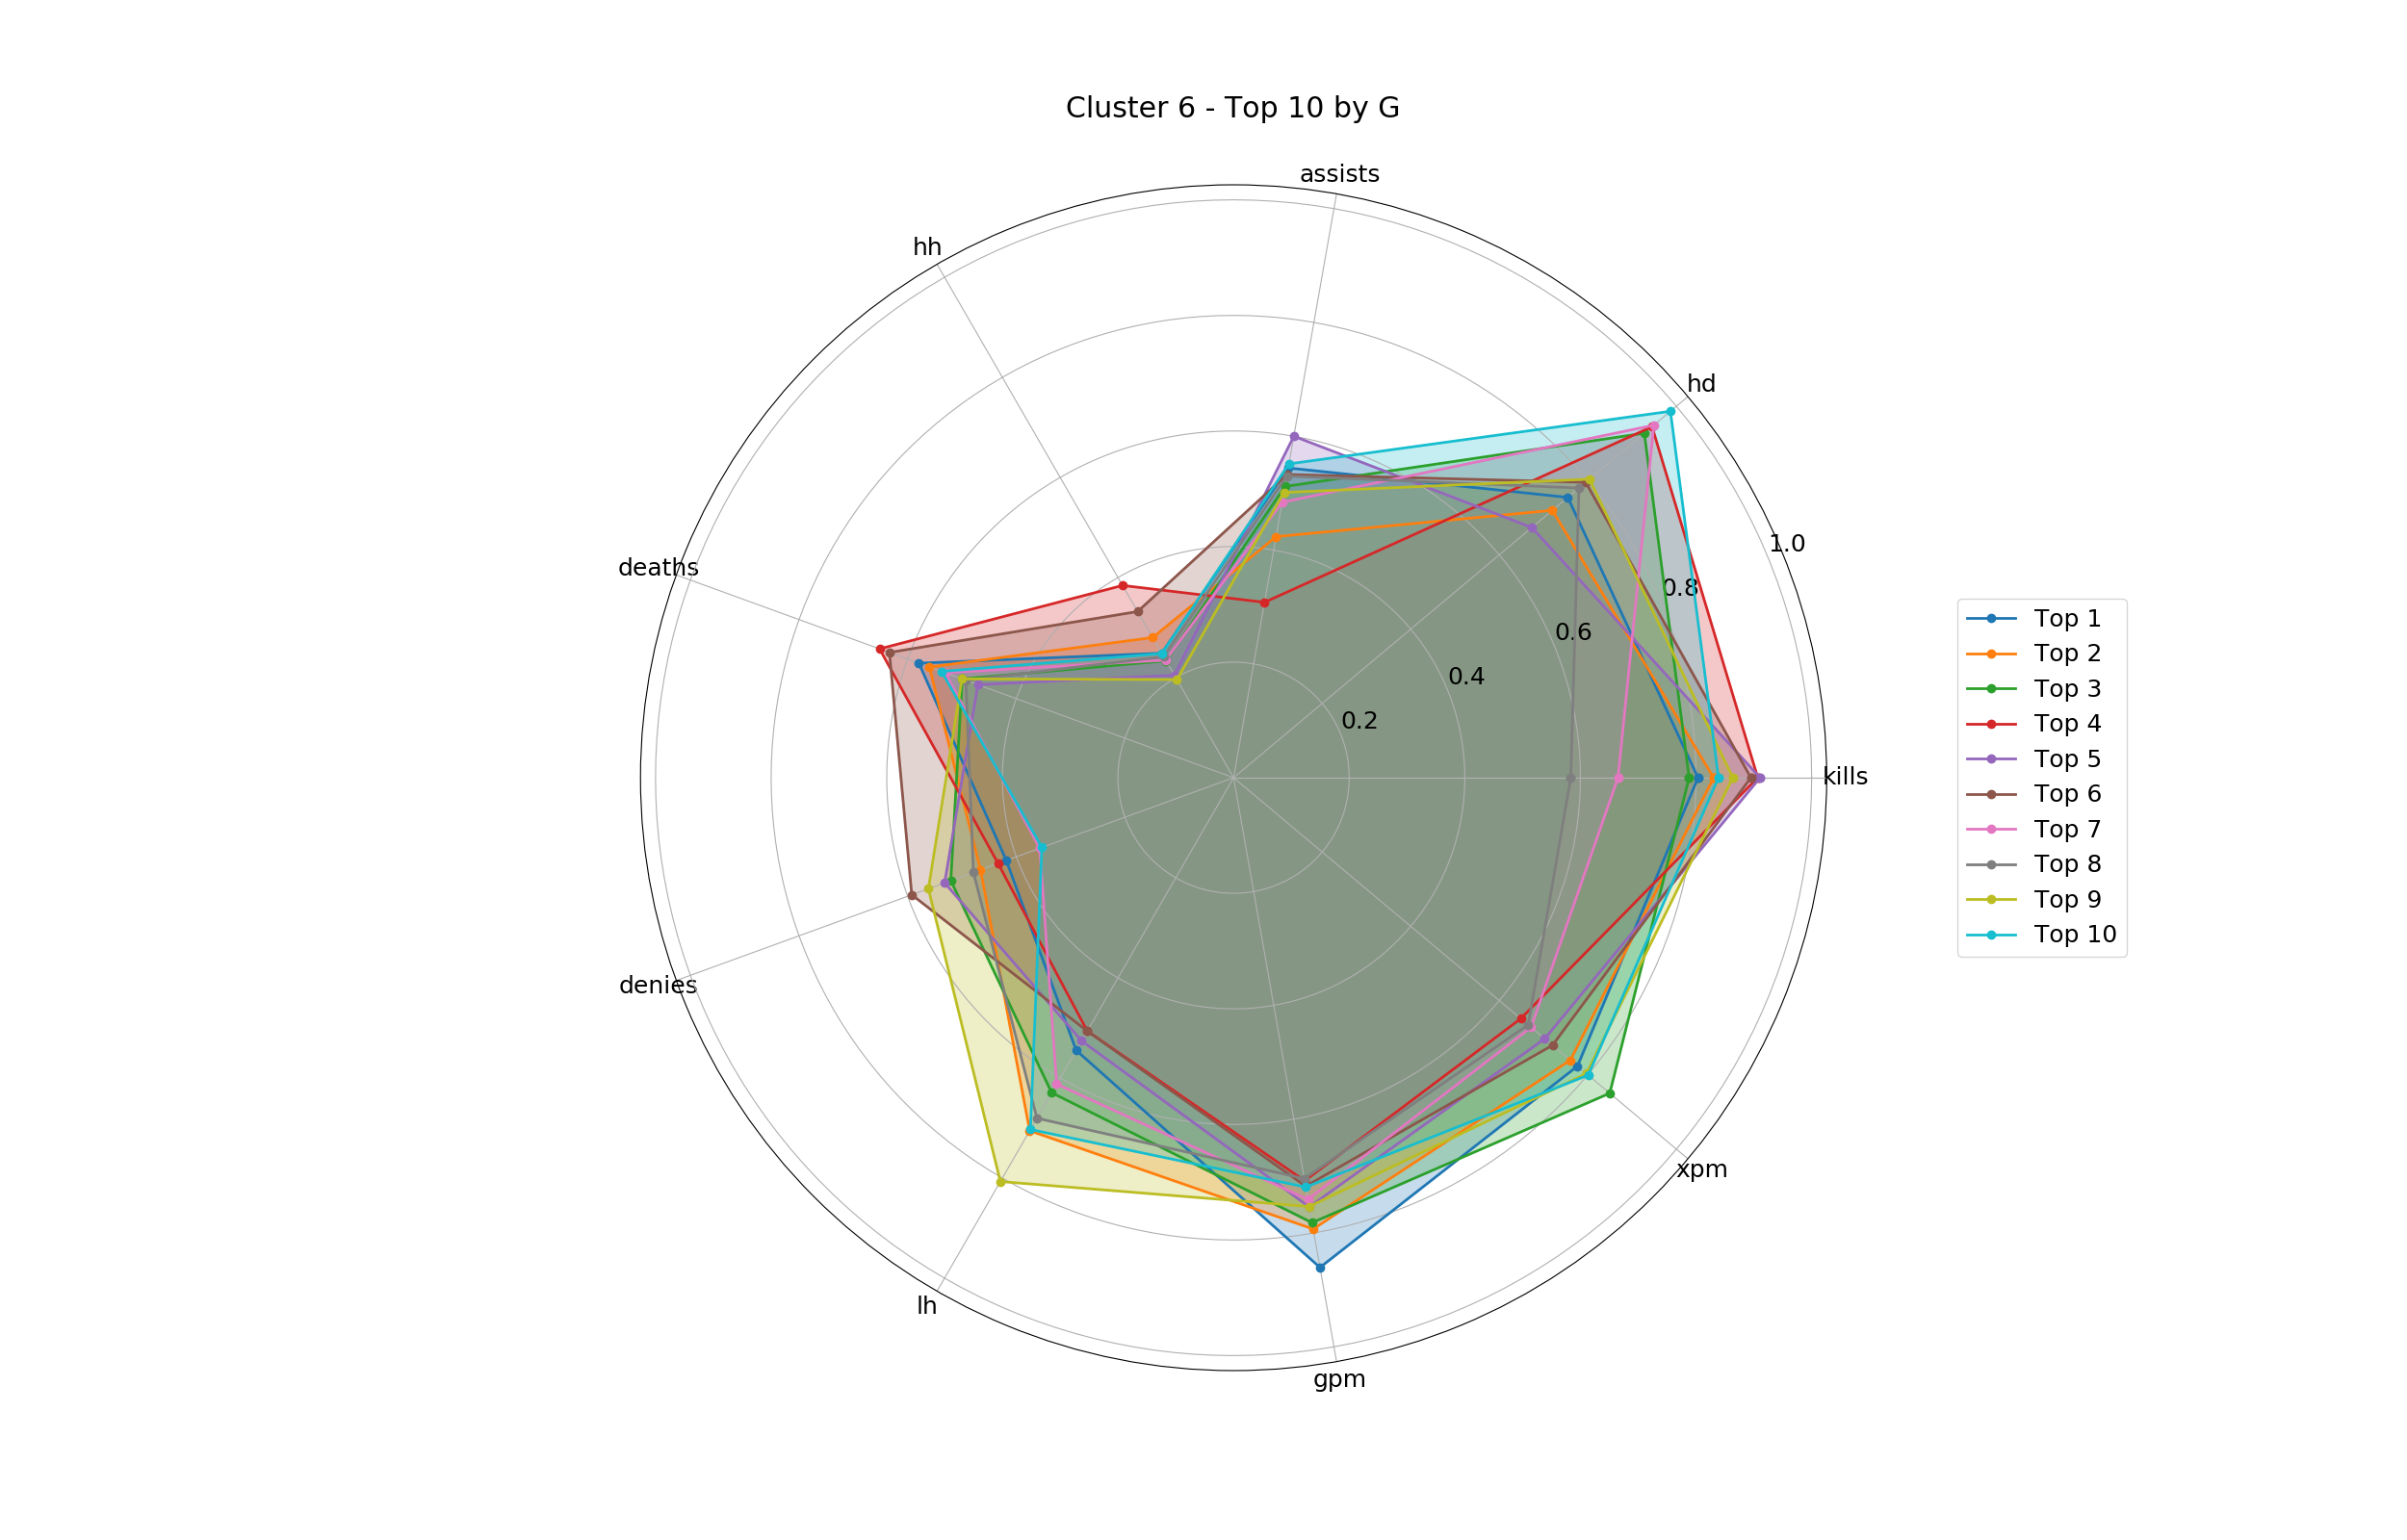 Cluster 6 - Top 10 by G
assists
hh
hd
deaths
1.0
0.8
0.6
0.4
0.2
kills
denies
xpm
lh
gpm
Top 1
Top 2
Top 3
Top 4
Top 5
Top 6
Top 7
Top 8
Top 9
Top 10